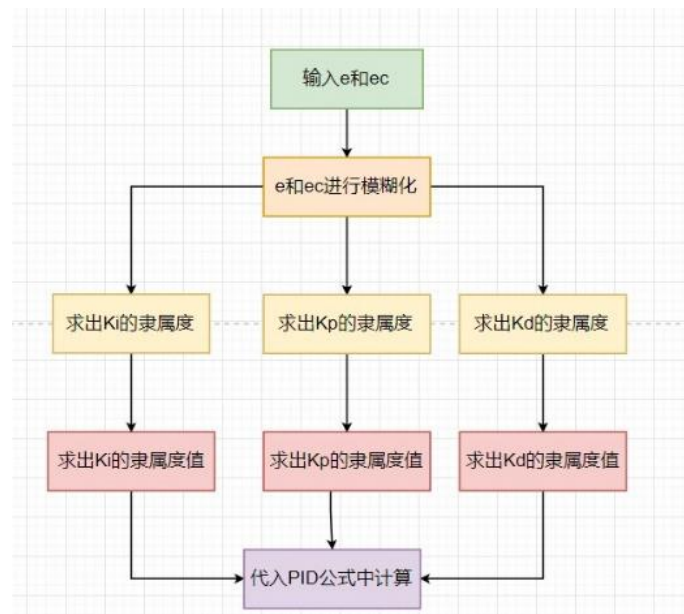 输入e和ec
e和ec进行模糊化
求出Ki的隶属度
求出Kp的隶属度
求出Kd的隶属度
求出Ki的隶属度值
求出Kp的隶属度值
求出Kd的隶属度值
代入PID公式中计算